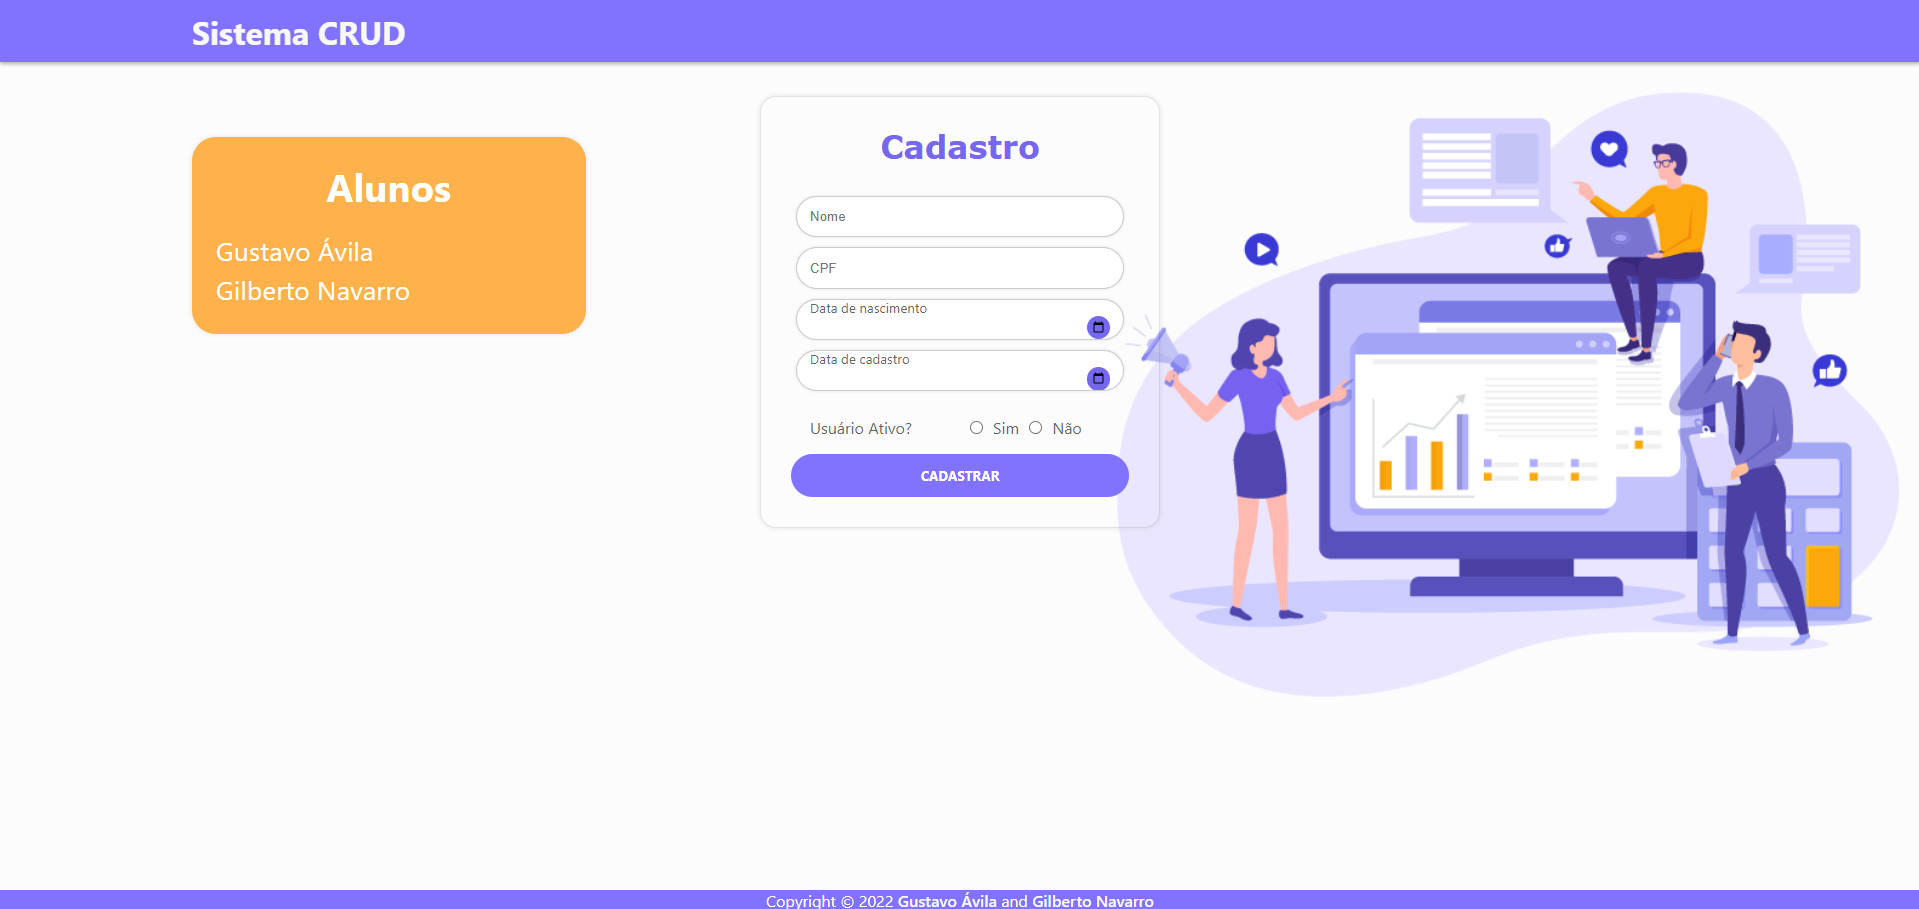 Sistema CRUD
Alunos
Gustavo Ávila
Gilberto Navarro
Cadastro
Nome
CPF
Data de nascimento
Data de cadastro
Usuário Ativo? Sim Não
CADASTRAR
Copyright © 2022 Gustavo Ávila and Gilberto Navarro